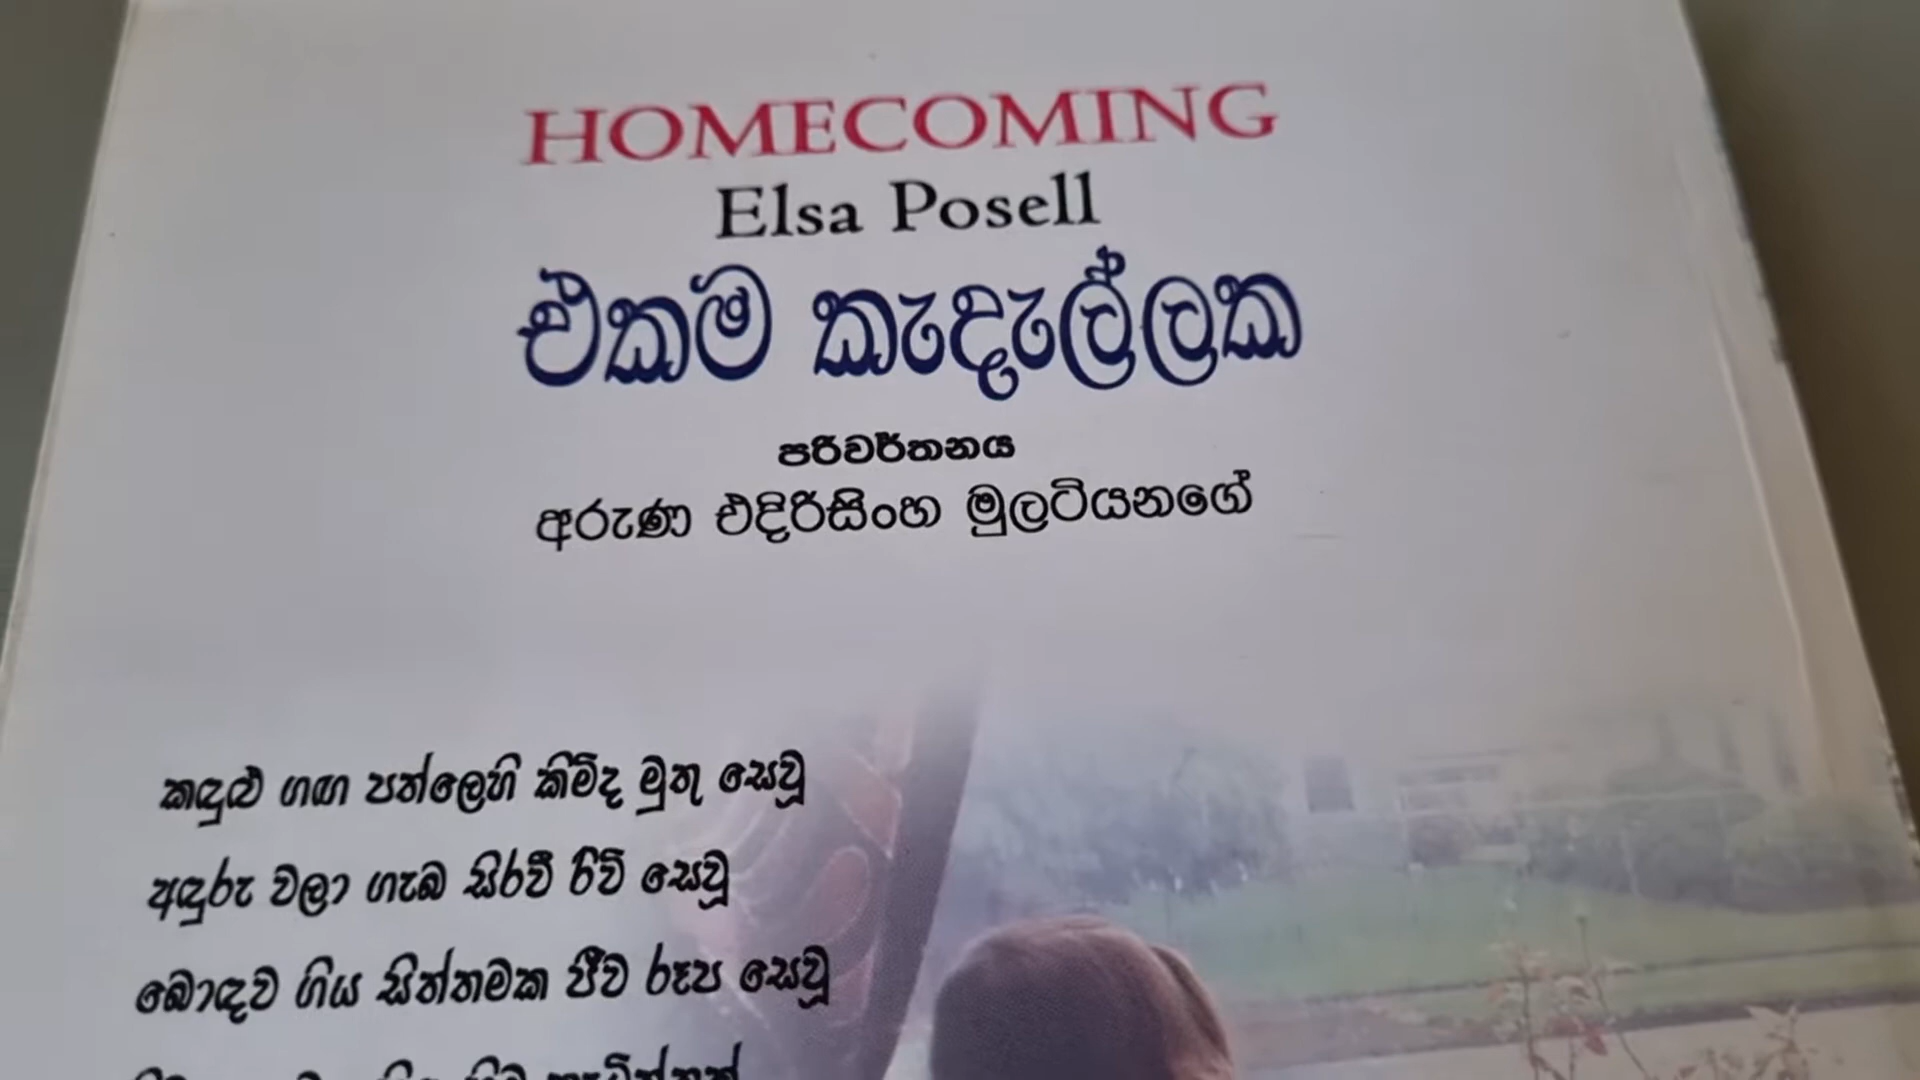 HOMECOMING
Elsa Posell
එකම කැදැල්ලක
පරිවර්තනය
අරුණ එදිරිසිංහ මුලටියනගේ
කඳුළු ගඟ පත්ලෙහි කිමිද මුතු සෙවූ
අඳුරු වලා ගැබ සිරවී රිවි සෙවූ
බොඳව ගිය සිත්තමක ජීව රූප සෙවූ